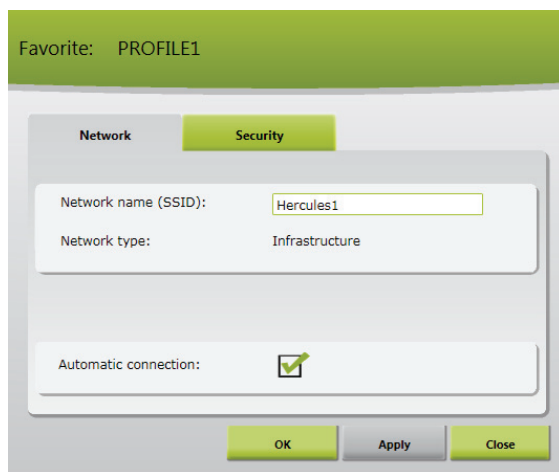 Favorite: PROFILE1
Network Security
Network name (SSID): Hercules1
Network type: Infrastructure
Automatic connection:
OK Apply Close